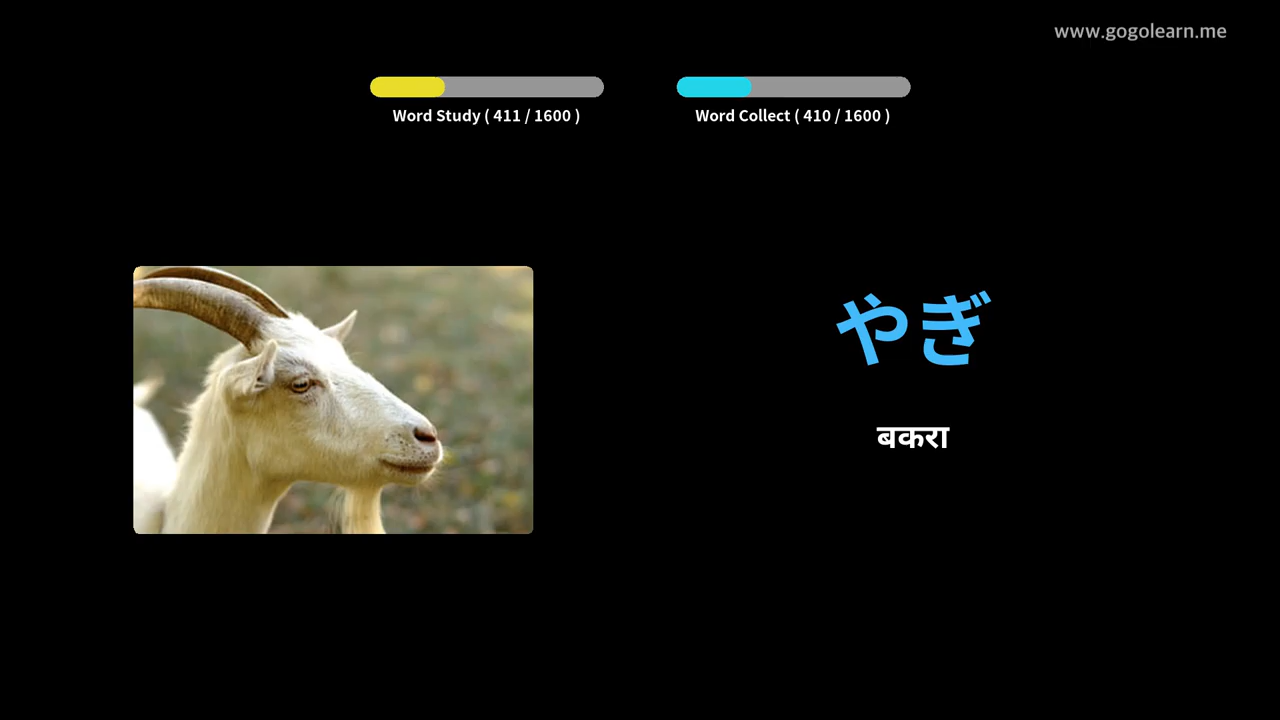 www.gogolearn.me
Word Study ( 411 / 1600 )
Word Collect ( 410 / 1600 )
やぎ
बकरा